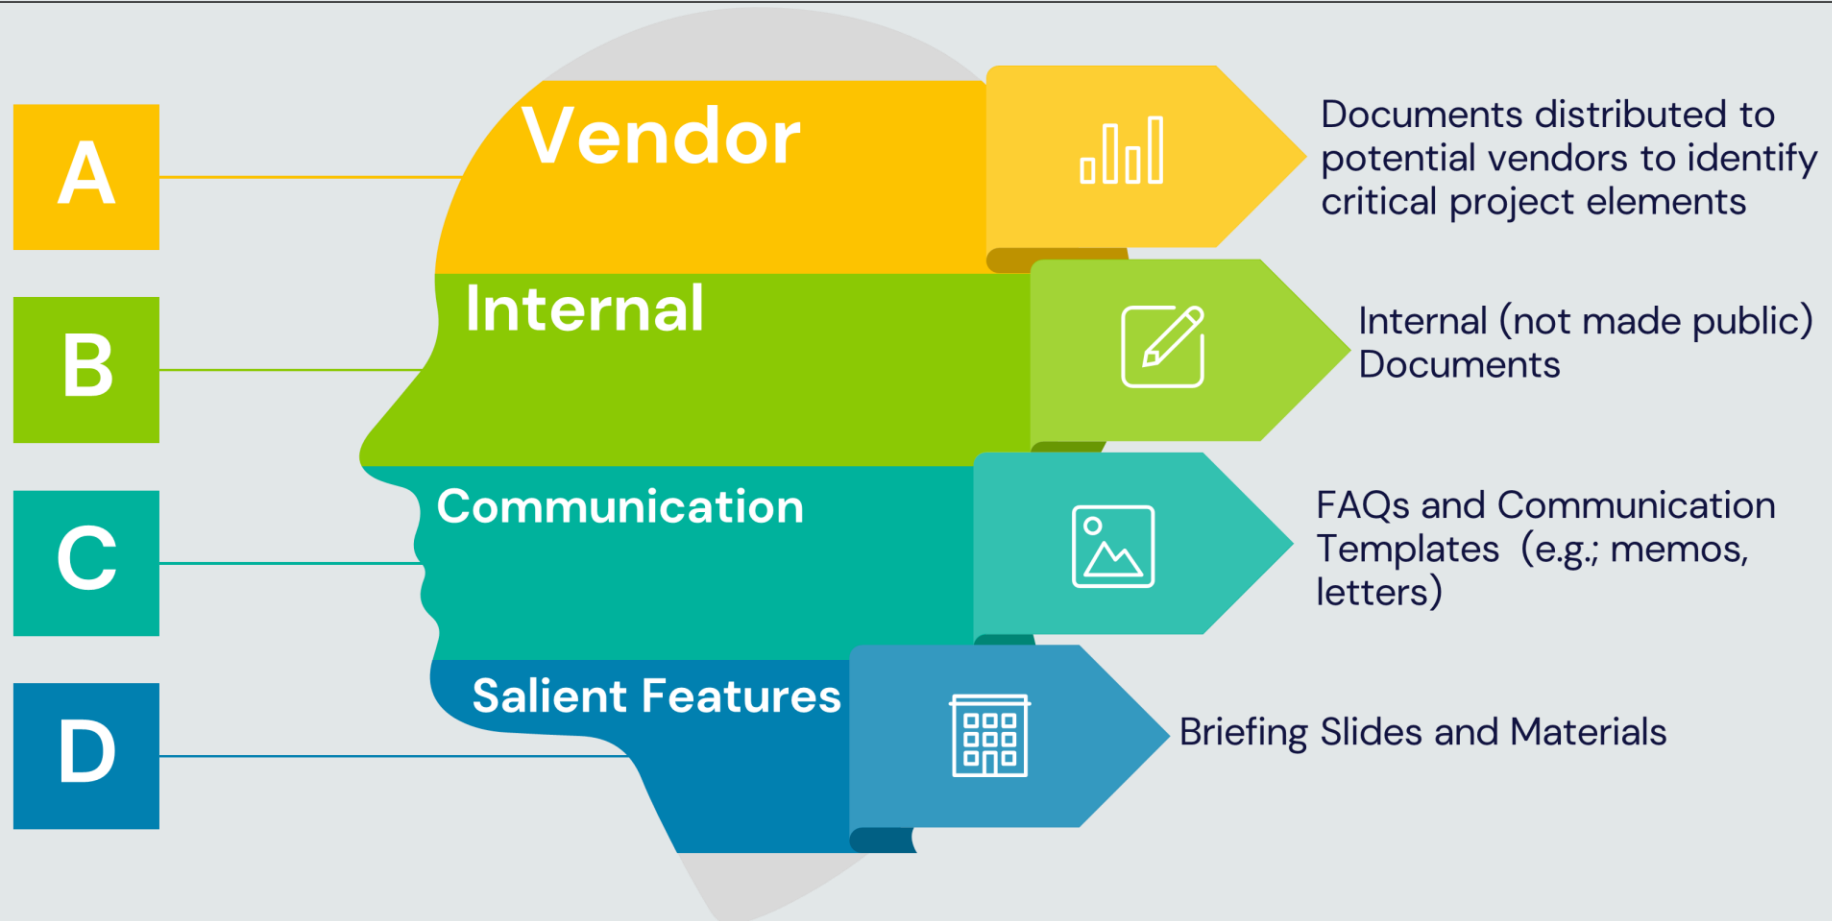 A
Vendor
Documents distributed to
potential vendors to identify
critical project elements
B
Internal
Internal (not made public)
Documents
C
Communication
FAQs and Communication
Templates  (e.g.; memos,
letters)
D
Salient Features
Briefing Slides and Materials